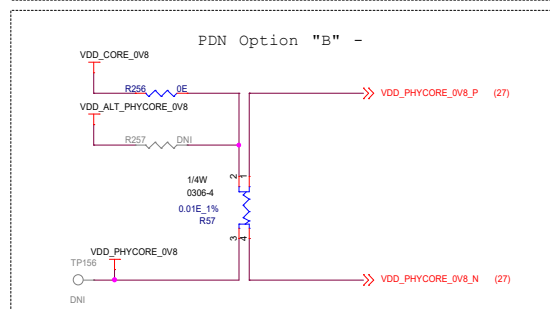 PDN Option "B" -
VDD_CORE_0V8
R256 0E
VDD_PHYCORE_0V8_P (27)
VDD_ALT_PHYCORE_0V8
R257 DNI
1/4W
2 1
0306-4
0.01E_1%
R57
3 4
VDD_PHYCORE_0V8
TP156
VDD_PHYCORE_0V8_N (27)
DNI